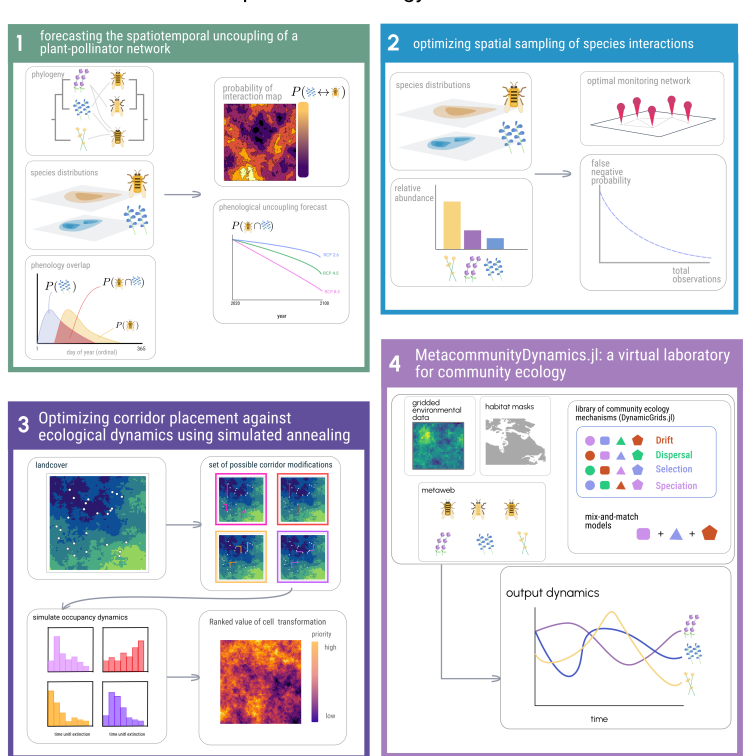 1 forecasting the spatiotemporal uncoupling of a
plant-pollinator network
phylogeny
probability of
interaction map
P( ↔ )
species distributions
phenological uncoupling forecast
P( ∩ )
RCP 2.6
RCP 4.5
RCP 8.5
2020
2100
year
phenology overlap
P( )
P( ∩ )
P( )
1
365
day of year (ordinal)
2 optimizing spatial sampling of species interactions
species distributions
optimal monitoring network
relative
abundance
false
negative
probability
total
observations
3 Optimizing corridor placement against
ecological dynamics using simulated annealing
landcover
set of possible corridor modifications
simulate occupancy dynamics
time until extinction
time until extinction
Ranked value of cell transformation
priority
high
low
4 MetacommunityDynamics.jl: a virtual laboratory
for community ecology
gridded
environmental
data
habitat masks
metaweb
library of community ecology
mechanisms (DynamicGrids.jl)
Drift
Dispersal
Selection
Speciation
mix-and-match
models
+ +
output dynamics
time